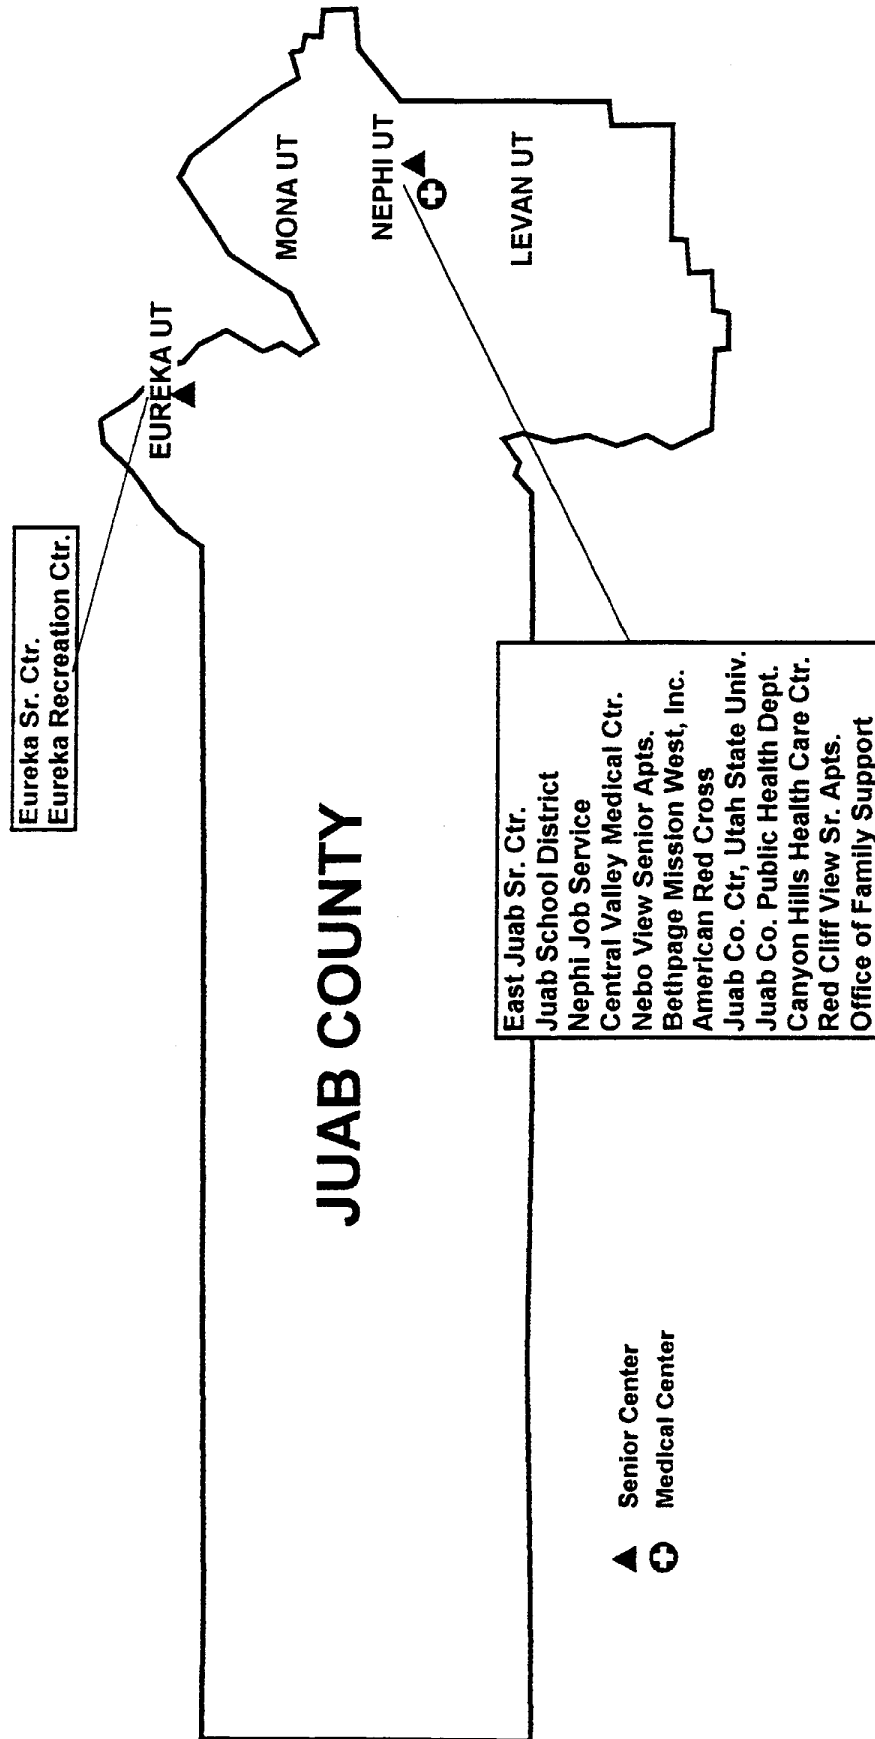 Eureka Sr. Ctr.
Eureka Recreation Ctr.
EUREKA UT
MONA UT
NEPHI UT
LEVAN UT
JUAB COUNTY
East Juab Sr. Ctr.
Juab School District
Nephi Job Service
Central Valley Medical Ctr.
Nebo View Senior Apts.
Bethpage Mission West, Inc.
American Red Cross
Juab Co. Ctr, Utah State Univ.
Juab Co. Public Health Dept.
Canyon Hills Health Care Ctr.
Red Cliff View Sr. Apts.
Office of Family Support
Senior Center
Medical Center